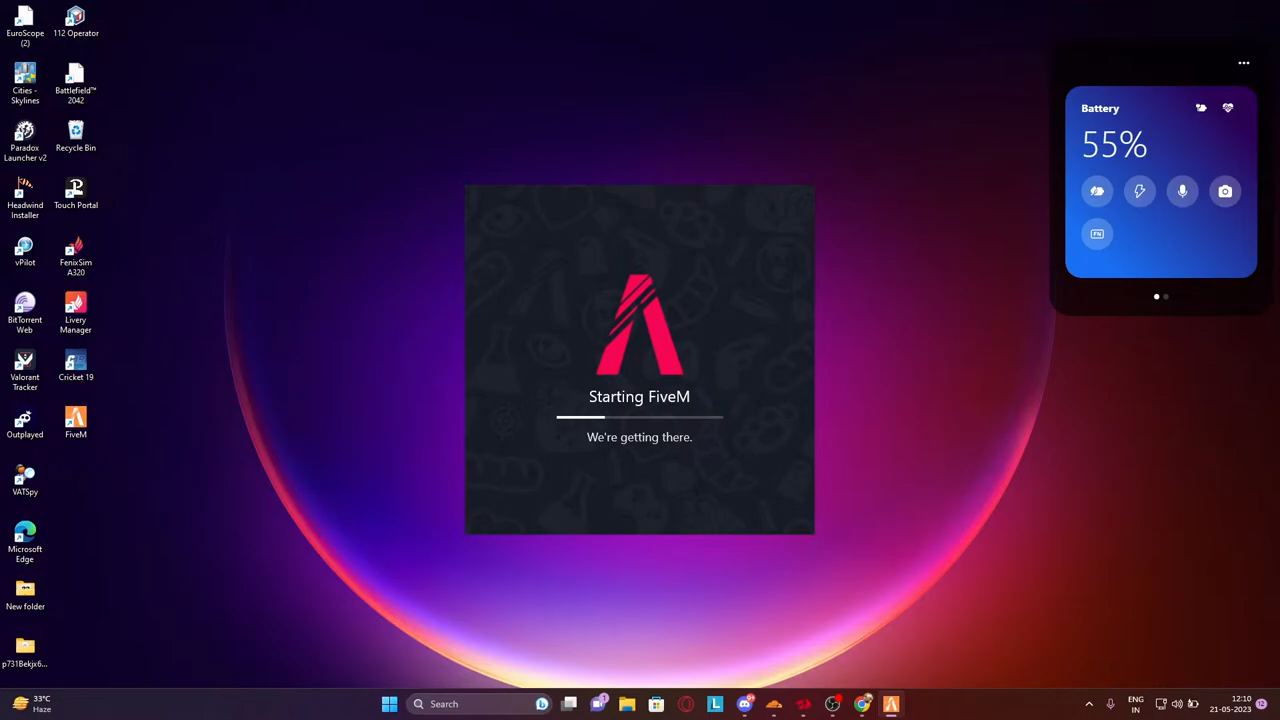 EuroScope
(2)
112 Operator
Cities -
Skylines
Battlefield™
2042
Paradox
Launcher v2
Recycle Bin
Headwind
Installer
Touch Portal
vPilot
FenixSim
A320
BitTorrent
Web
Livery
Manager
Valorant
Tracker
Cricket 19
Outplayed
FiveM
VATSpy
Microsoft
Edge
New folder
p731Bekjx6...
Starting FiveM
We're getting there.
Battery
55%
FN
33°C
Haze
Search
ENG
IN
12:10
21-05-2023